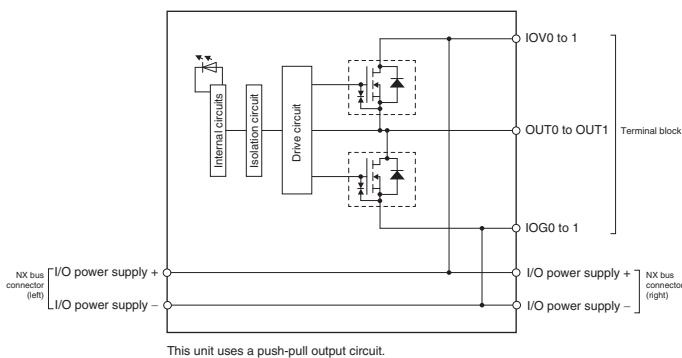 IOV0 to 1
Internal circuits
Isolation circuit
Drive circuit
OUT0 to OUT1
Terminal block
IOG0 to 1
NX bus
connector
(left)
I/O power supply +
I/O power supply –
I/O power supply +
I/O power supply –
NX bus
connector
(right)
This unit uses a push-pull output circuit.